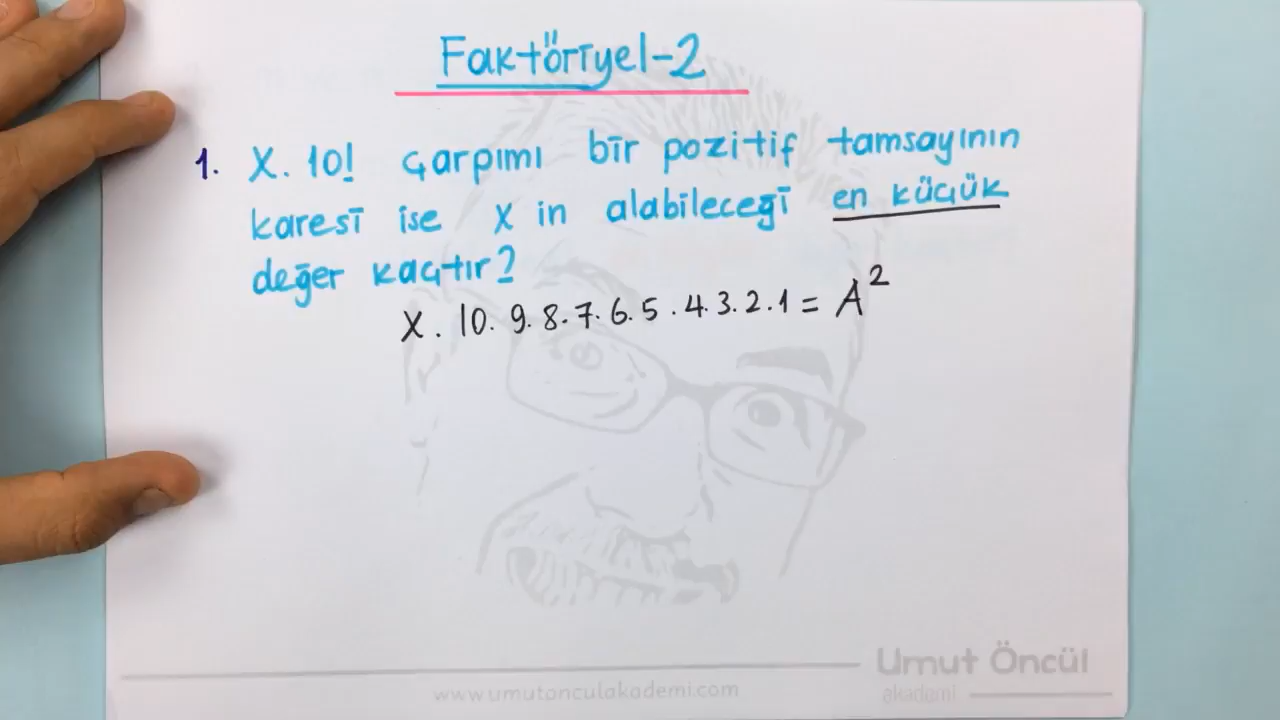 Faktöriyel-2
1. X. 10! çarpımı bir pozitif tamsayının
karesi ise X in alabileceği en küçük
değer kaçtır?
X. 10. 9. 8. 7. 6. 5. 4. 3. 2. 1 = A²
Umut Öncül
akademi
www.umutonculakademi.com